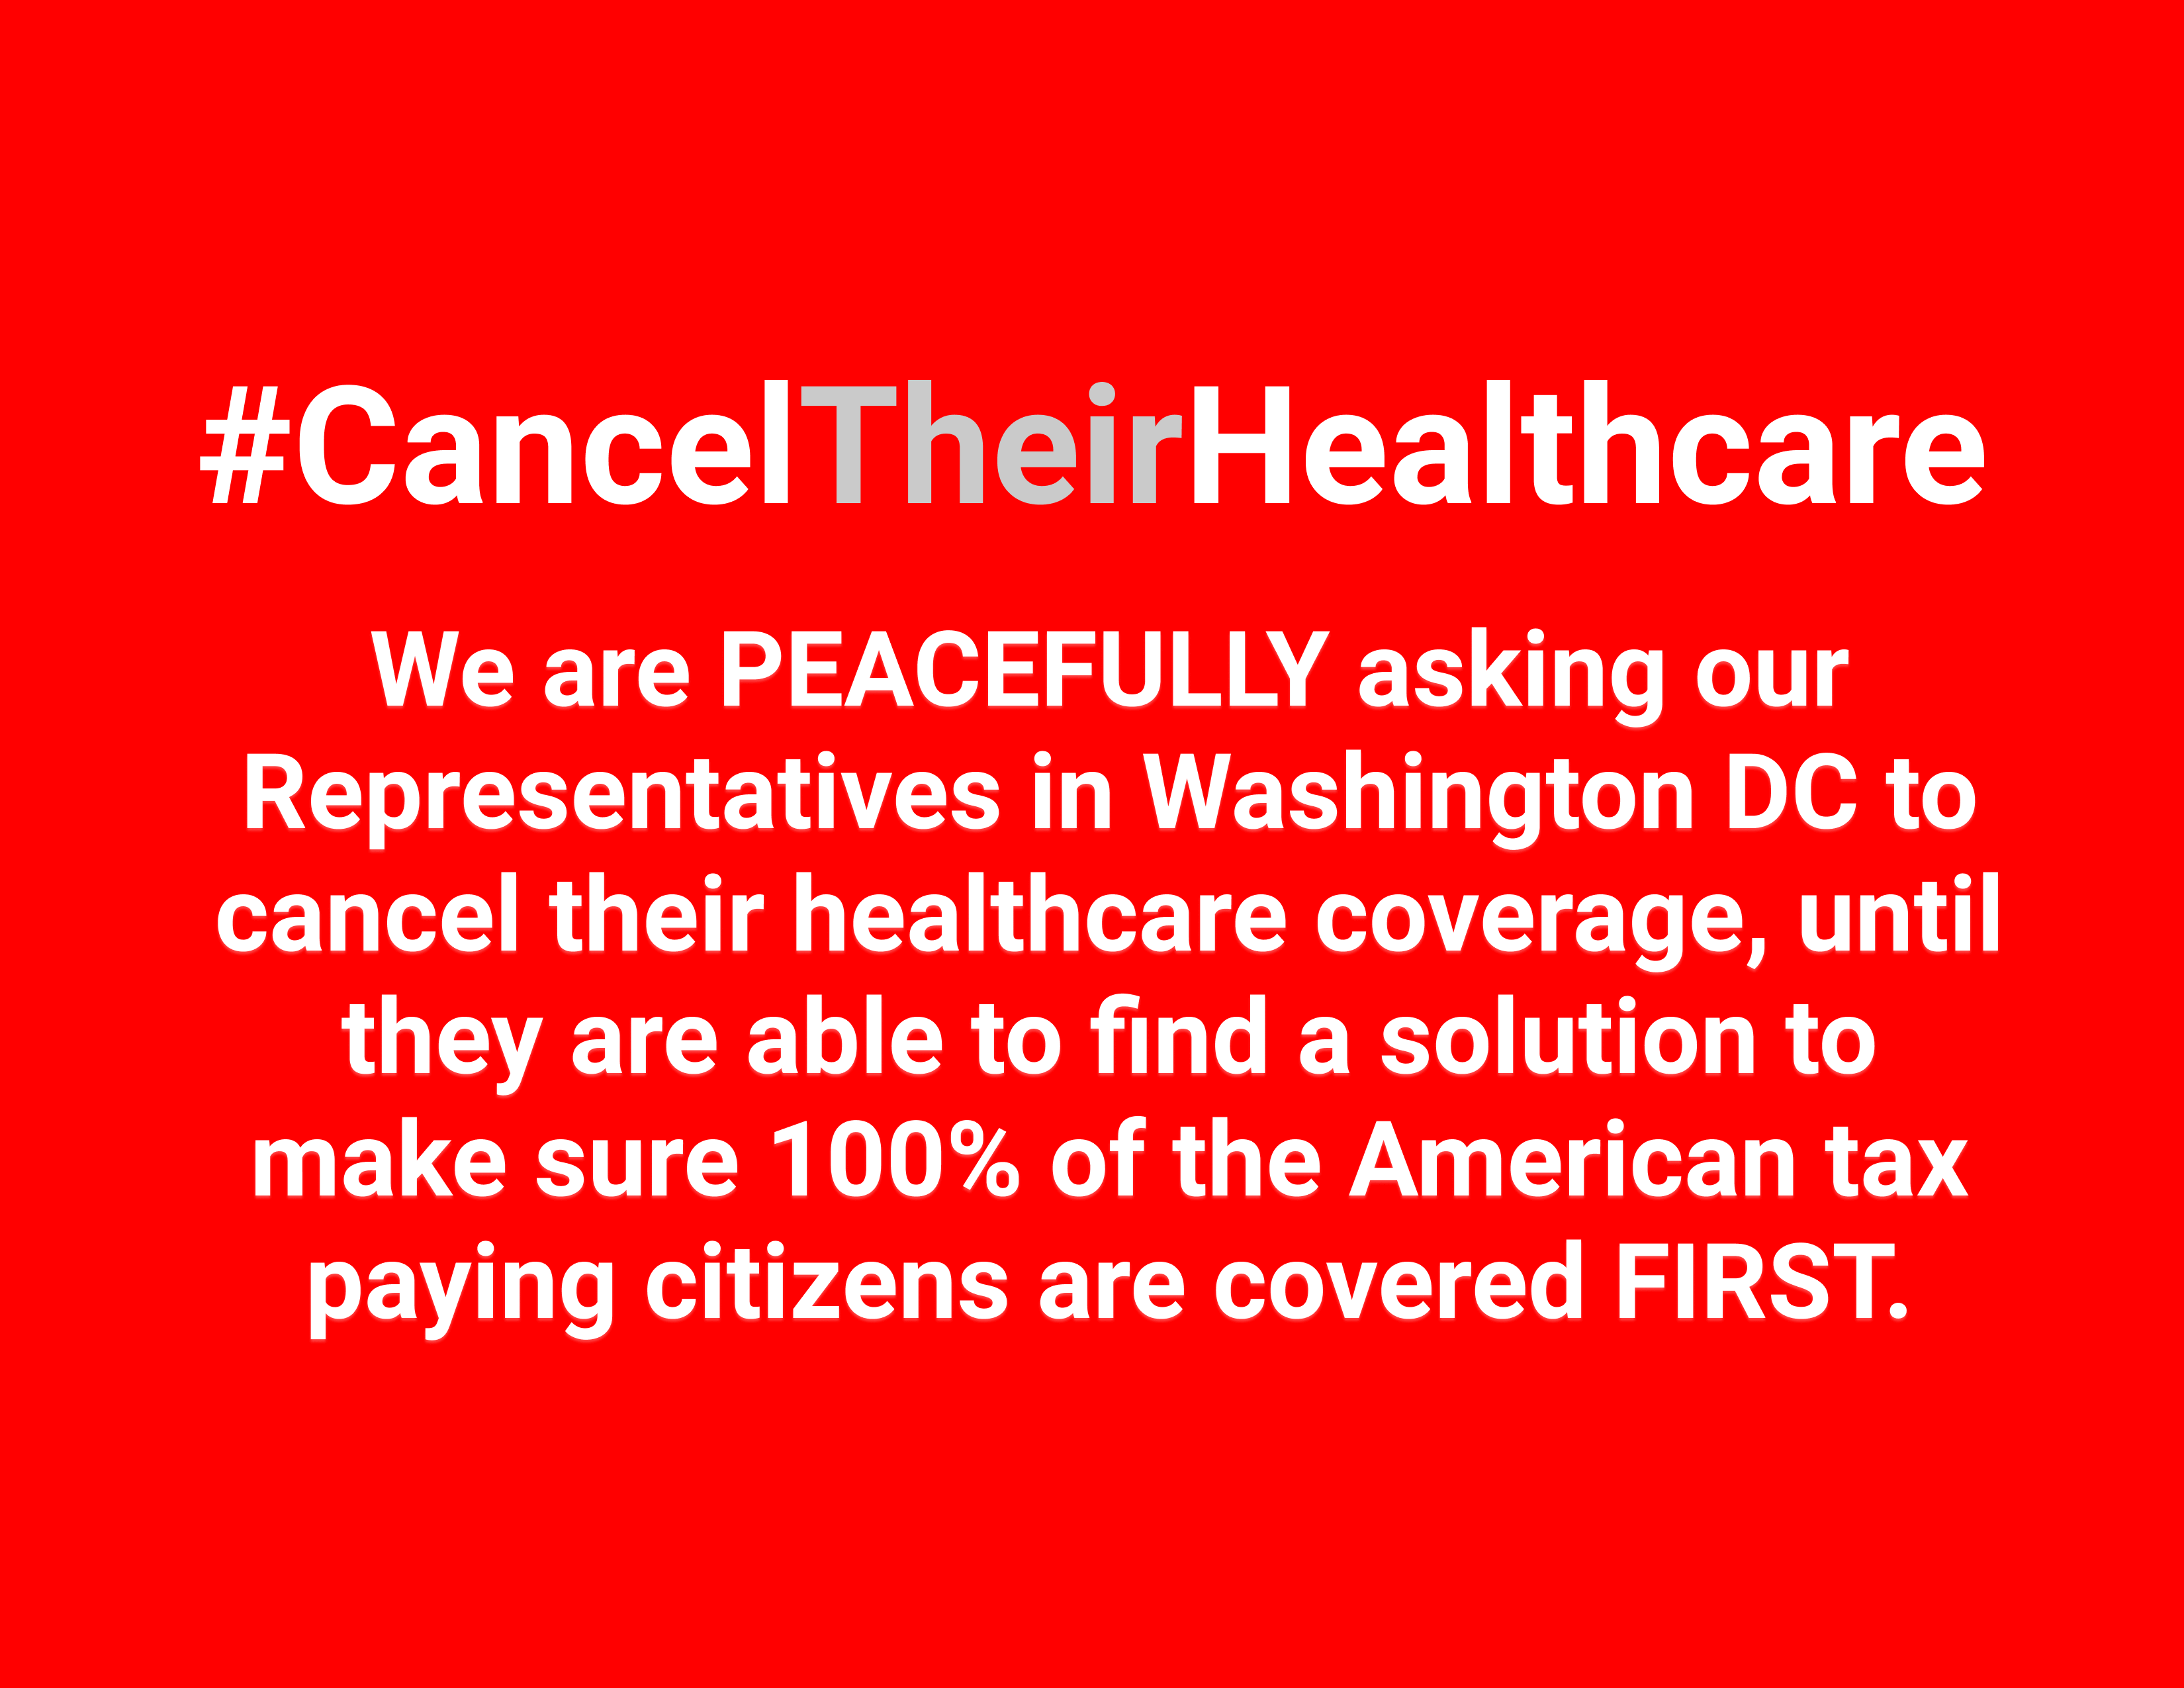 #CancelTheirHealthcare
We are PEACEFULLY asking our
Representatives in Washington DC to
cancel their healthcare coverage, until
they are able to find a solution to
make sure 100% of the American tax
paying citizens are covered FIRST.